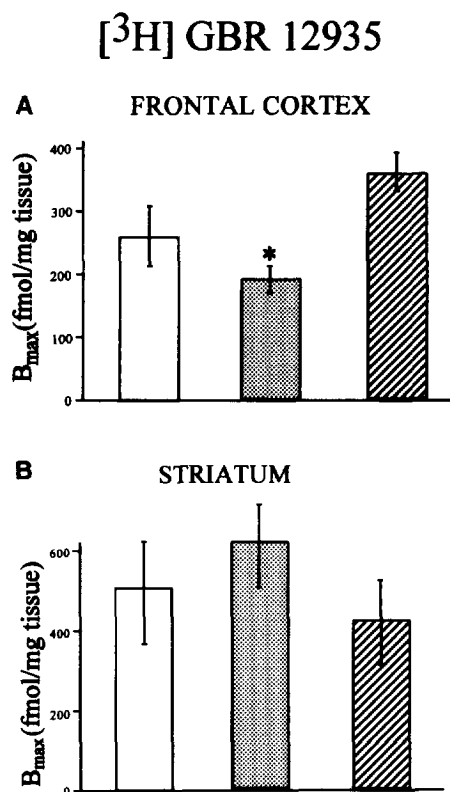 [³H] GBR 12935
A FRONTAL CORTEX
Bmax(fmol/mg tissue)
400
300
200
100
0
*
B STRIATUM
Bmax(fmol/mg tissue)
600
400
200
0